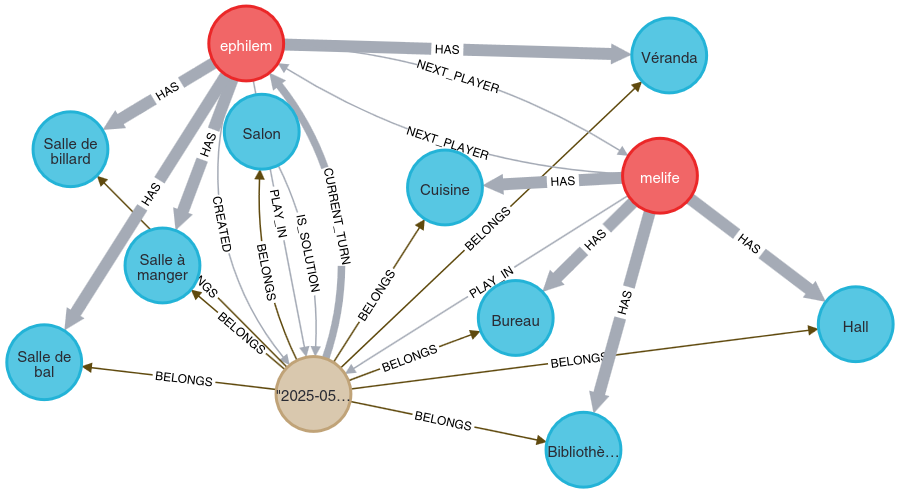 ephilem
HAS
Véranda
NEXT_PLAYER
HAS
Salle de
billard
HAS
Salon
NEXT_PLAYER
melife
Cuisine
HAS
HAS
CREATED
PLAY_IN
IS_SOLUTION
CURRENT_TURN
BELONGS
HAS
HAS
Salle à
manger
NGS
BELONGS
BELONGS
BELONGS
PLAY_IN
HAS
Bureau
Hall
Salle de
bal
BELONGS
BELONGS
BELONGS
"2025-05…
BELONGS
Bibliothè…